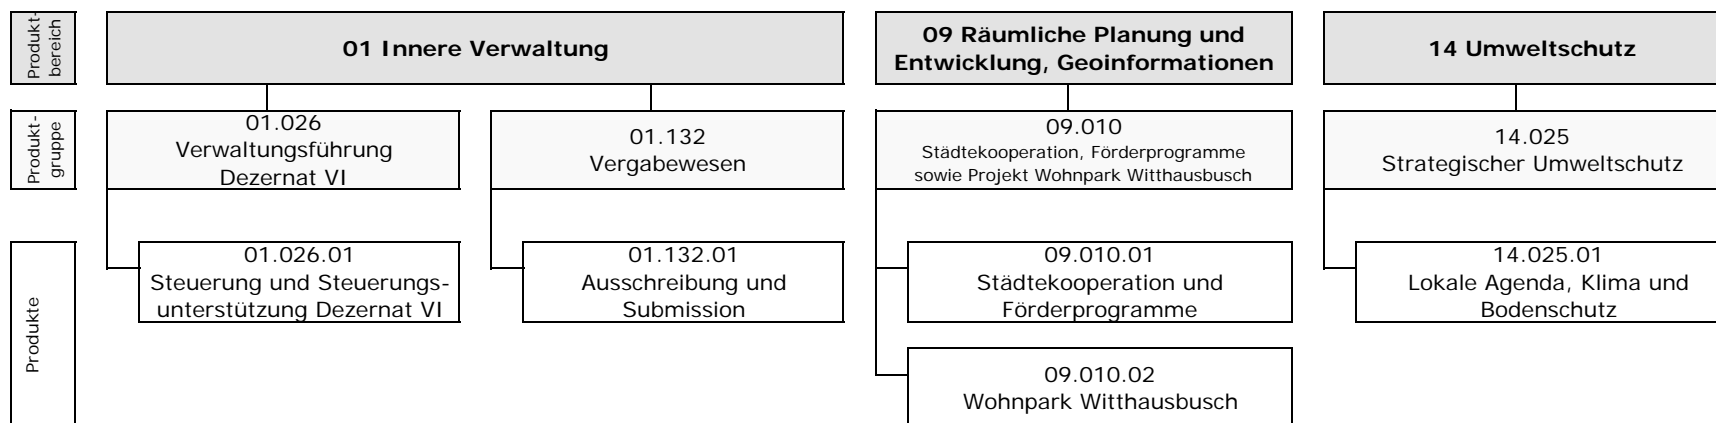 Produkt-
bereich
01 Innere Verwaltung
09 Räumliche Planung und
Entwicklung, Geoinformationen
14 Umweltschutz
Produkt-
gruppe
01.026
Verwaltungsführung
Dezernat VI
01.132
Vergabewesen
09.010
Städtekooperation, Förderprogramme
sowie Projekt Wohnpark Witthausbusch
14.025
Strategischer Umweltschutz
Produkte
01.026.01
Steuerung und Steuerungs-
unterstützung Dezernat VI
01.132.01
Ausschreibung und
Submission
09.010.01
Städtekooperation und
Förderprogramme
14.025.01
Lokale Agenda, Klima und
Bodenschutz
09.010.02
Wohnpark Witthausbusch